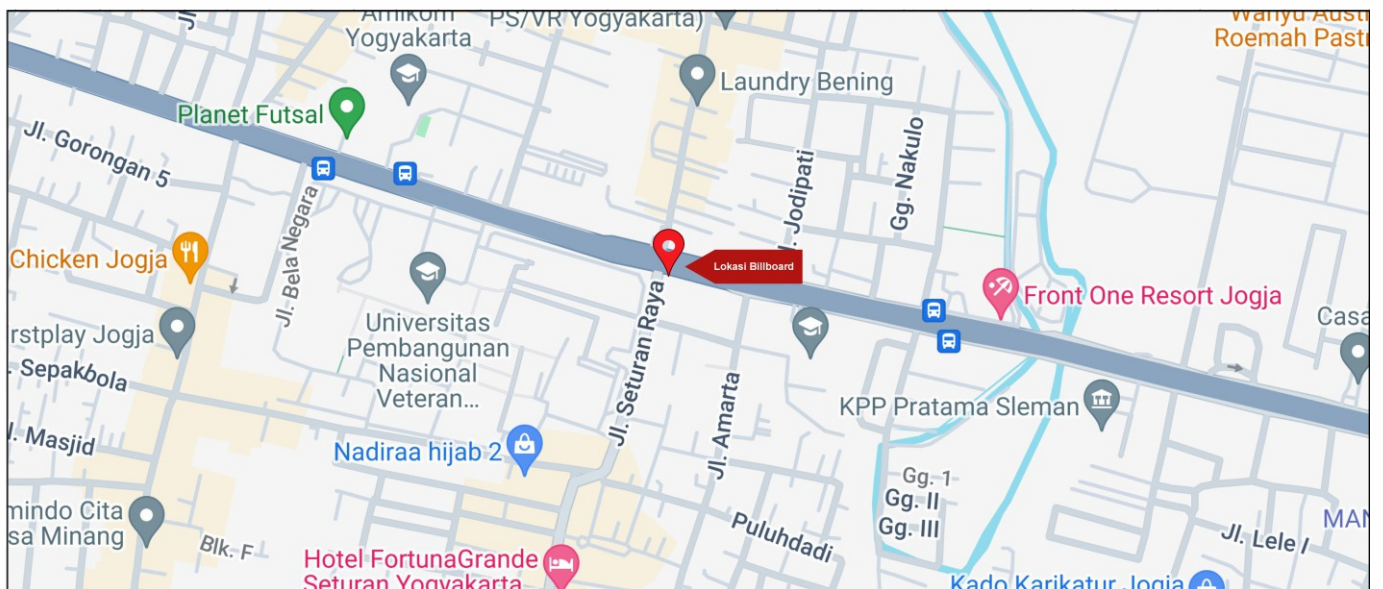 Amikom
Yogyakarta
PS/VR Yogyakarta)
Wahyu Austi
Roemah Pastr
Laundry Bening
Planet Futsal
Jl. Gorongan 5
Jl. Bela Negara
Chicken Jogja
rstplay Jogja
. Sepakbola
Universitas
Pembangunan
Nasional
Veteran...
Lokasi Billboard
Jl. Seturan Raya
. Jodipati
Gg. Nakulo
Front One Resort Jogja
Casa
Jl. Amarta
KPP Pratama Sleman
l. Masjid
Nadiraa hijab 2
Gg. 1
Gg. II
Gg. III
mindo Cita
sa Minang
Blk. F
Puluhdadi
MAN
Jl. Lele I
Hotel FortunaGrande
Seturan Yogyakarta
Kado Karikatur Jogja